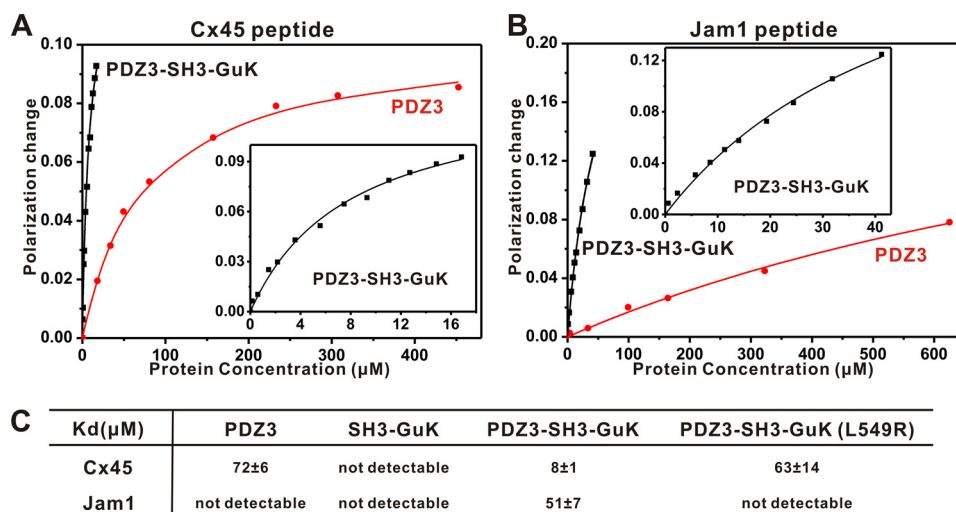 A
Cx45 peptide
0.10
0.08
0.06
0.04
0.02
0.00
Polarization change
PDZ3-SH3-GuK
PDZ3
0.09
0.06
0.03
0.00
PDZ3-SH3-GuK
0 4 8 12 16
0 100 200 300 400
Protein Concentration (μM)
B
Jam1 peptide
0.20
0.16
0.12
0.08
0.04
0.00
Polarization change
0.12
0.08
0.04
0.00
PDZ3-SH3-GuK
0 10 20 30 40
PDZ3-SH3-GuK
PDZ3
0 100 200 300 400 500 600
Protein Concentration (μM)
C
Kd(μM) PDZ3 SH3-GuK PDZ3-SH3-GuK PDZ3-SH3-GuK (L549R)
Cx45 72±6 not detectable 8±1 63±14
Jam1 not detectable not detectable 51±7 not detectable